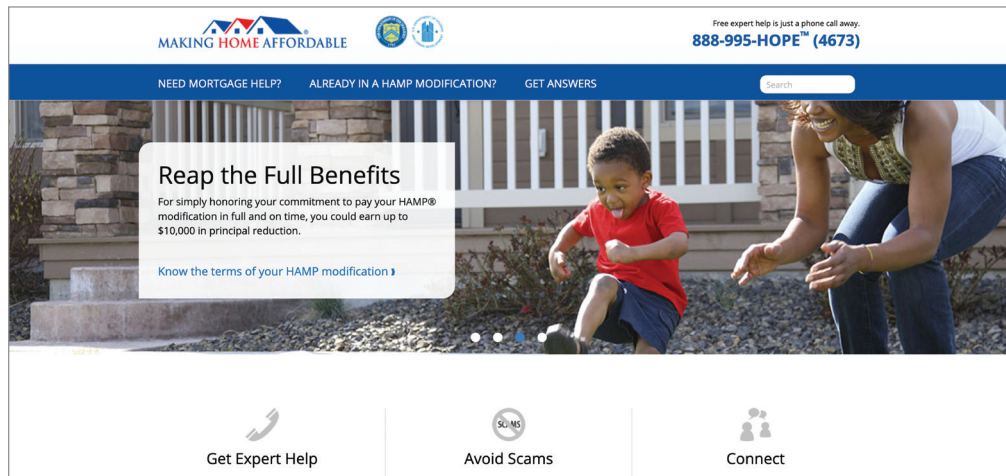 MAKING HOME AFFORDABLE
Free expert help is just a phone call away.
888-995-HOPE™ (4673)
NEED MORTGAGE HELP? ALREADY IN A HAMP MODIFICATION? GET ANSWERS Search
Reap the Full Benefits
For simply honoring your commitment to pay your HAMP®
modification in full and on time, you could earn up to
$10,000 in principal reduction.
Know the terms of your HAMP modification
SCAMS
Get Expert Help Avoid Scams Connect